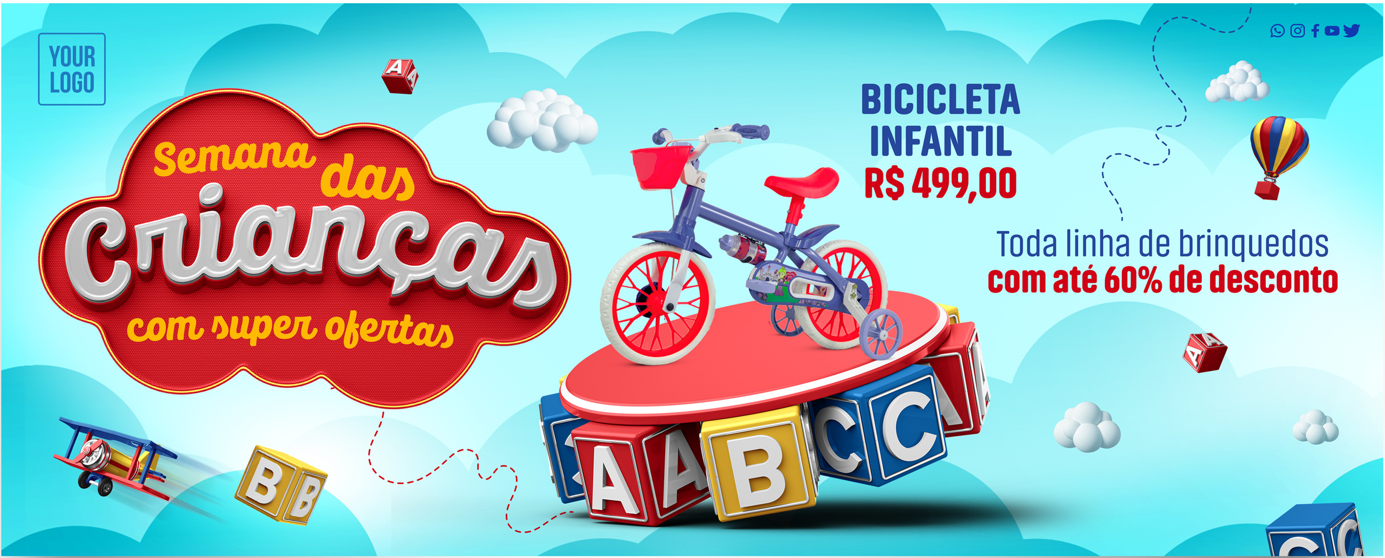 YOUR
LOGO
Semana das
Crianças
com super ofertas
BICICLETA
INFANTIL
R$ 499,00
Toda linha de brinquedos
com até 60% de desconto
A A
B B
A A B C C A A
A A
C C